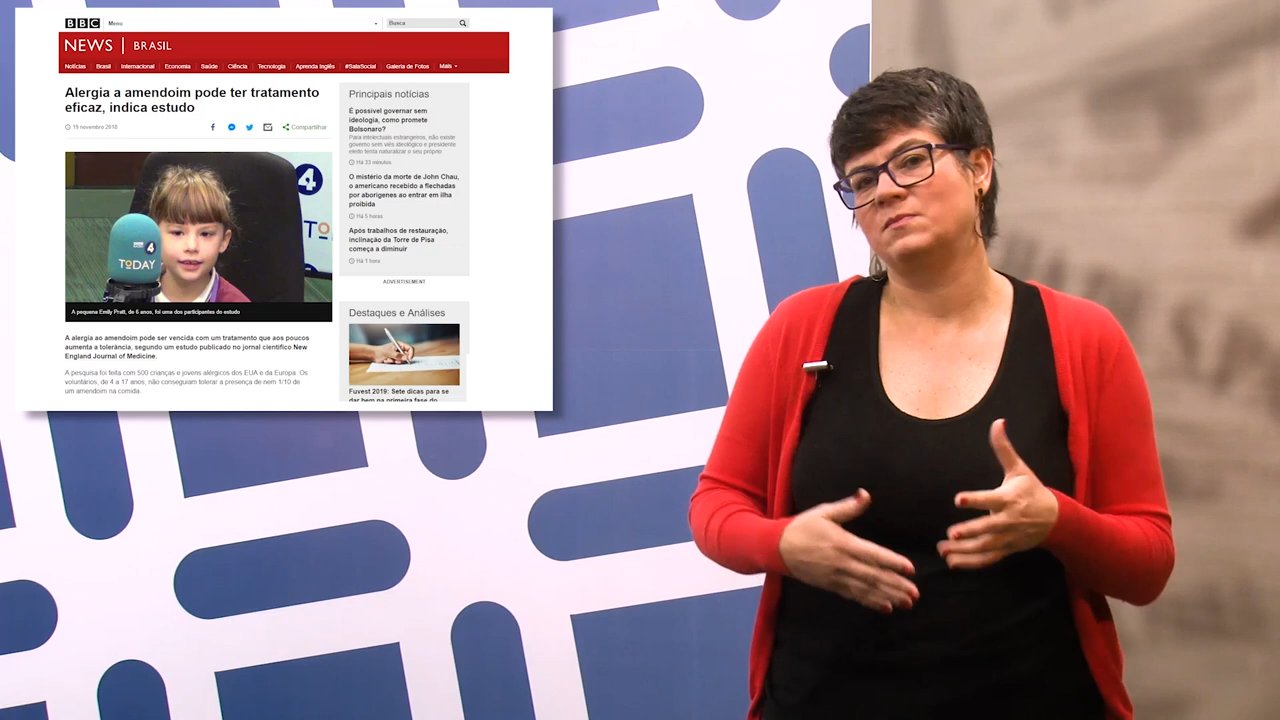 BBC Menu Busca
NEWS | BRASIL
Notícias Brasil Internacional Economia Saúde Ciência Tecnologia Aprenda Inglês #SalaSocial Galeria de Fotos Mais
Alergia a amendoim pode ter tratamento
eficaz, indica estudo
19 novembro 2018
Compartilhar
4
TODAY
BBC
4
TODAY
A pequena Emily Pratt, de 6 anos, foi uma dos participantes do estudo
A alergia ao amendoim pode ser vencida com um tratamento que aos poucos
aumenta a tolerância, segundo um estudo publicado no jornal científico New
England Journal of Medicine.
A pesquisa foi feita com 500 crianças e jovens alérgicos dos EUA e da Europa. Os
voluntários, de 4 a 17 anos, não conseguiam tolerar a presença de nem 1/10 de
um amendoim na comida.
Principais notícias
É possível governar sem
ideologia, como promete
Bolsonaro?
Para intelectuais estrangeiros, não existe
governo sem viés ideológico e presidente
eleito tenta naturalizar o seu próprio
Há 33 minutos
O mistério da morte de John Chau,
o americano recebido a flechadas
por aborígenes ao entrar em ilha
proibida
Há 5 horas
Após trabalhos de restauração,
inclinação da Torre de Pisa
começa a diminuir
Há 1 hora
ADVERTISEMENT
Destaques e Análises
Fuvest 2019: Sete dicas para se
dar bem na primeira fase do